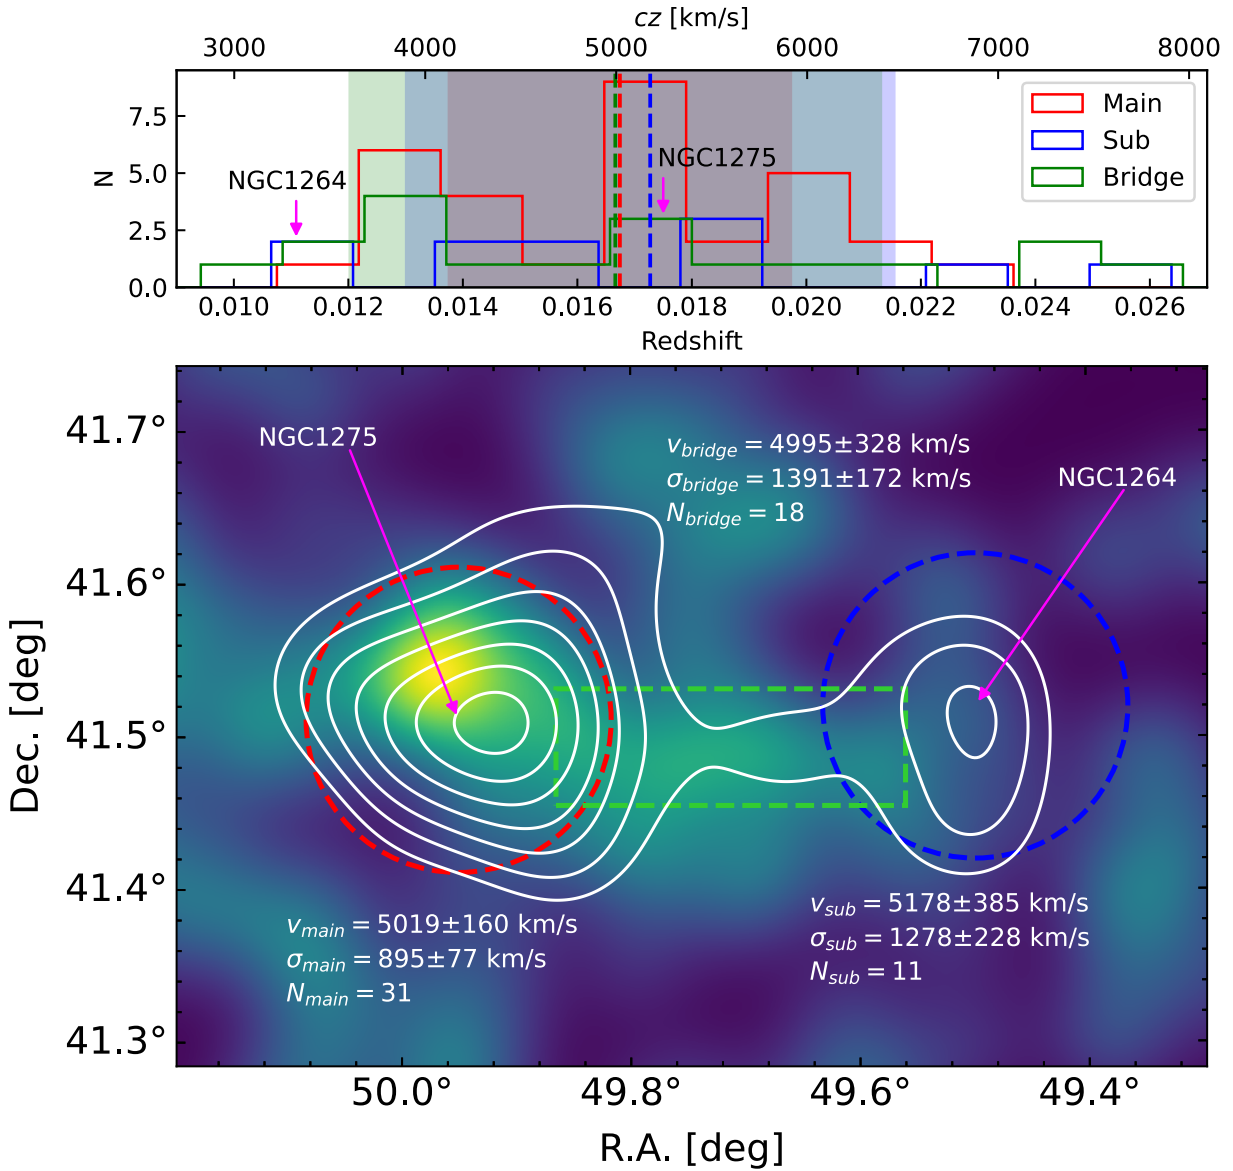 cz [km/s]
3000 4000 5000 6000 7000 8000
N
7.5
5.0
2.5
0.0
NGC1264
NGC1275
Main
Sub
Bridge
0.010 0.012 0.014 0.016 0.018 0.020 0.022 0.024 0.026
Redshift
Dec. [deg]
41.7°
41.6°
41.5°
41.4°
41.3°
NGC1275
v_bridge = 4995±328 km/s
σ_bridge = 1391±172 km/s
N_bridge = 18
NGC1264
v_main = 5019±160 km/s
σ_main = 895±77 km/s
N_main = 31
v_sub = 5178±385 km/s
σ_sub = 1278±228 km/s
N_sub = 11
50.0° 49.8° 49.6° 49.4°
R.A. [deg]